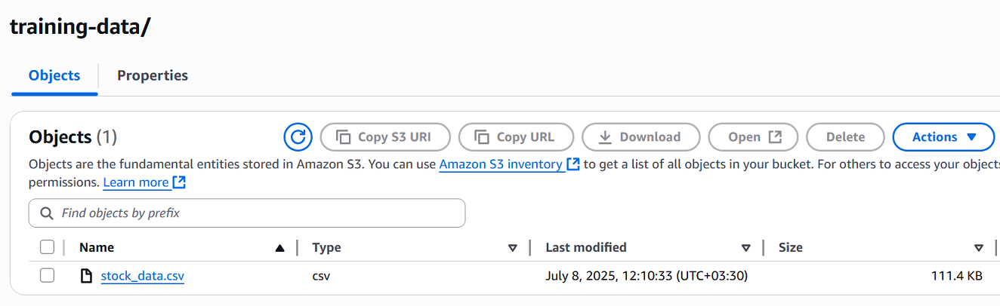 training-data/
Objects Properties
Objects (1) Copy S3 URI Copy URL Download Open Delete Actions
Objects are the fundamental entities stored in Amazon S3. You can use Amazon S3 inventory to get a list of all objects in your bucket. For others to access your objects
permissions. Learn more
Find objects by prefix
Name Type Last modified Size
stock_data.csv csv July 8, 2025, 12:10:33 (UTC+03:30) 111.4 KB